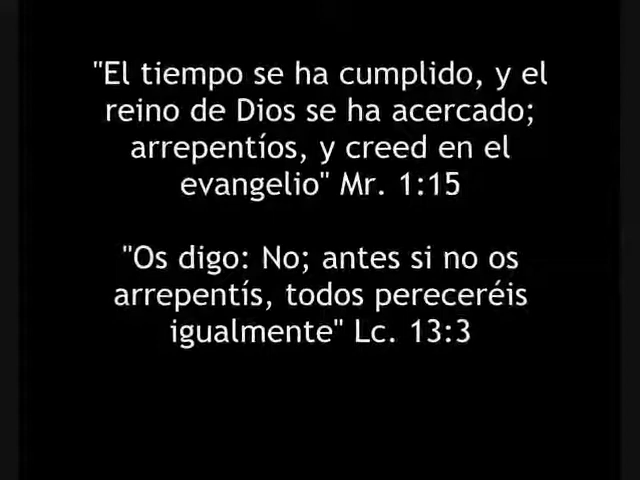 "El tiempo se ha cumplido, y el
reino de Dios se ha acercado;
arrepentíos, y creed en el
evangelio" Mr. 1:15
"Os digo: No; antes si no os
arrepentís, todos pereceréis
igualmente" Lc. 13:3